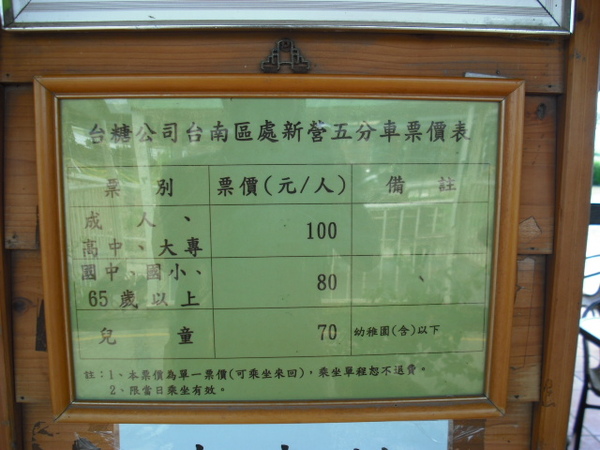 台糖公司台南區處新營五分車票價表
票別 票價(元/人) 備註
成人、
高中、大專 100
國中、國小、
65歲以上 80
兒童 70 幼稚園(含)以下
註：1、本票價為單一票價(可乘坐來回)，乘坐單程恕不退費。
2、限當日乘坐有效。